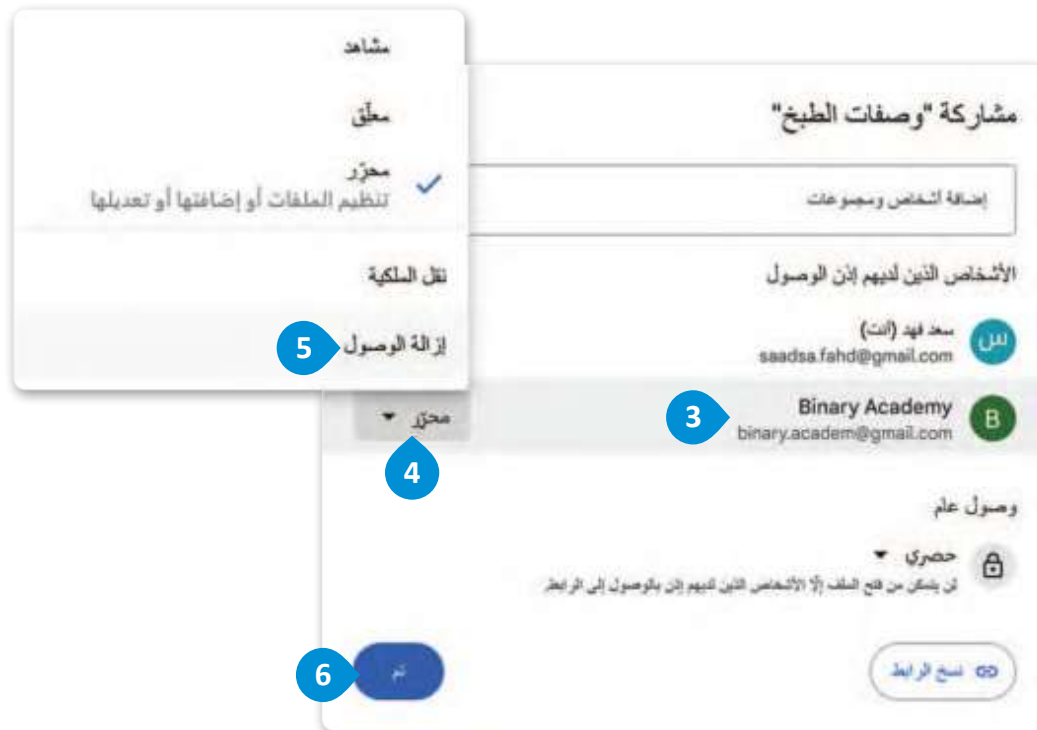 مشاهد
معلّق
محرّر
تنظيم الملفات أو إضافتها أو تعديلها
نقل الملكية
إزالة الوصول
5
مشاركة "وصفات الطبخ"
إضافة أشخاص ومجموعات
الأشخاص الذين لديهم إذن الوصول
س
سعد فهد (أنت)
saadsa.fahd@gmail.com
B
Binary Academy
binary.academ@gmail.com
3
محرّر
4
وصول عام
حصري
لن يتمكن من فتح الملف إلّا الأشخاص الذين لديهم إذن بالوصول إلى الرابط
نسخ الرابط
تم
6